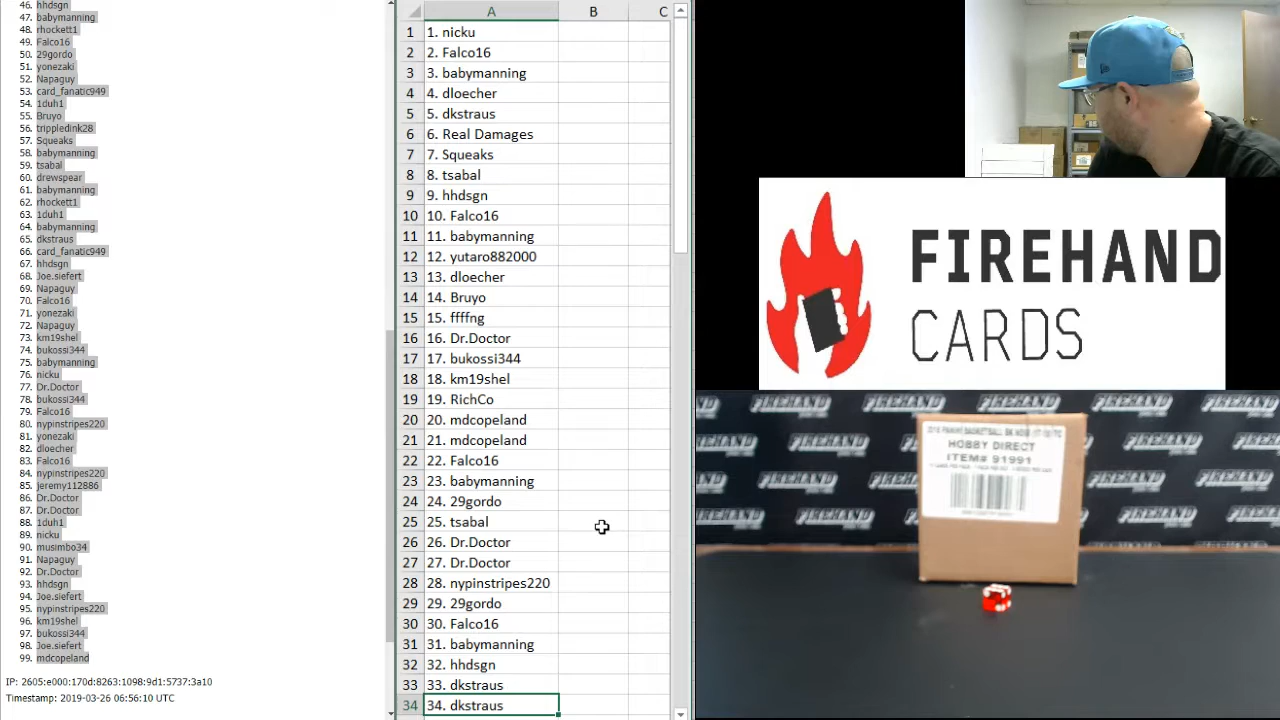 46. hhdsgn
47. babymanning
48. rhockett1
49. Falco16
50. 29gordo
51. yonezaki
52. Napaguy
53. card_fanatic949
54. 1duh1
55. Bruyo
56. trippledink28
57. Squeaks
58. babymanning
59. tsabal
60. drewspear
61. babymanning
62. rhockett1
63. 1duh1
64. babymanning
65. dkstraus
66. card_fanatic949
67. hhdsgn
68. Joe.siefert
69. Napaguy
70. Falco16
71. yonezaki
72. Napaguy
73. km19shel
74. bukossi344
75. babymanning
76. nicku
77. Dr.Doctor
78. bukossi344
79. Falco16
80. nypinstripes220
81. yonezaki
82. dloecher
83. Falco16
84. nypinstripes220
85. jeremy112886
86. Dr.Doctor
87. Dr.Doctor
88. 1duh1
89. nicku
90. musimbo34
91. Napaguy
92. Dr.Doctor
93. hhdsgn
94. Joe.siefert
95. nypinstripes220
96. km19shel
97. bukossi344
98. Joe.siefert
99. mdcopeland
IP: 2605:e000:170d:8263:1098:9d1:5737:3a10
Timestamp: 2019-03-26 06:56:10 UTC
A B C
1 1. nicku
2 2. Falco16
3 3. babymanning
4 4. dloecher
5 5. dkstraus
6 6. Real Damages
7 7. Squeaks
8 8. tsabal
9 9. hhdsgn
10 10. Falco16
11 11. babymanning
12 12. yutaro882000
13 13. dloecher
14 14. Bruyo
15 15. ffffng
16 16. Dr.Doctor
17 17. bukossi344
18 18. km19shel
19 19. RichCo
20 20. mdcopeland
21 21. mdcopeland
22 22. Falco16
23 23. babymanning
24 24. 29gordo
25 25. tsabal
26 26. Dr.Doctor
27 27. Dr.Doctor
28 28. nypinstripes220
29 29. 29gordo
30 30. Falco16
31 31. babymanning
32 32. hhdsgn
33 33. dkstraus
34 34. dkstraus
FIREHAND
CARDS
HOBBY DIRECT
ITEM# 91991
FIREHAND
FIREHAND
FIREHAND
FIREHAND